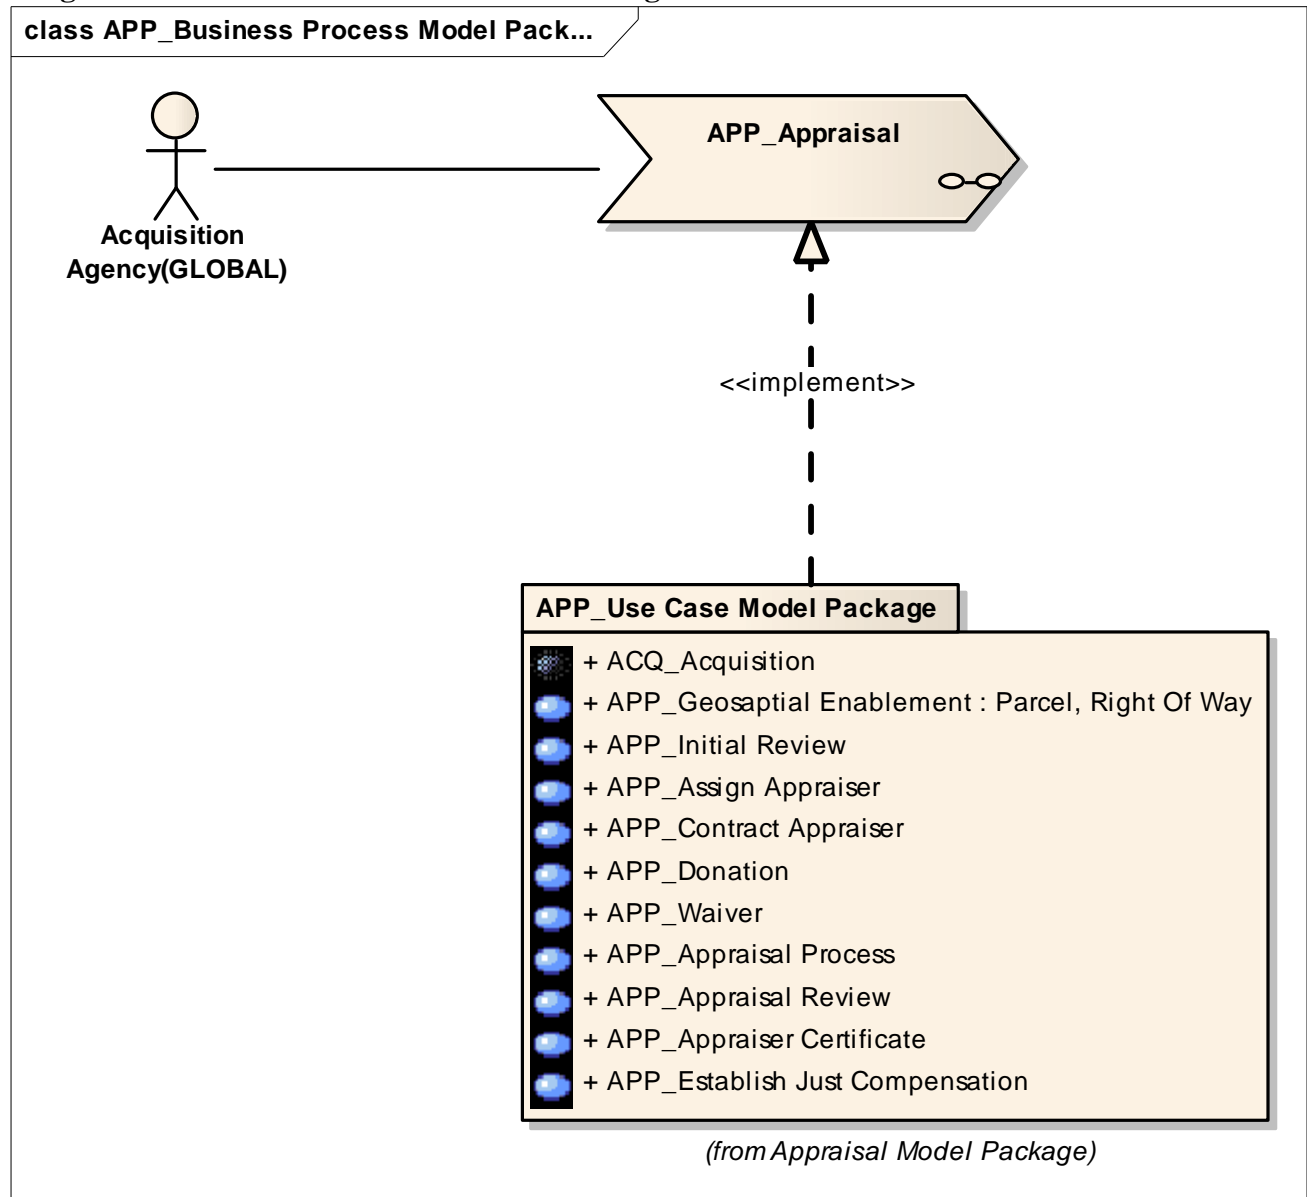 class APP_Business Process Model Pack...
APP_Appraisal
Acquisition
Agency(GLOBAL)
<<implement>>
APP_Use Case Model Package
+ ACQ_Acquisition
+ APP_Geosaptial Enablement : Parcel, Right Of Way
+ APP_Initial Review
+ APP_Assign Appraiser
+ APP_Contract Appraiser
+ APP_Donation
+ APP_Waiver
+ APP_Appraisal Process
+ APP_Appraisal Review
+ APP_Appraiser Certificate
+ APP_Establish Just Compensation
(from Appraisal Model Package)